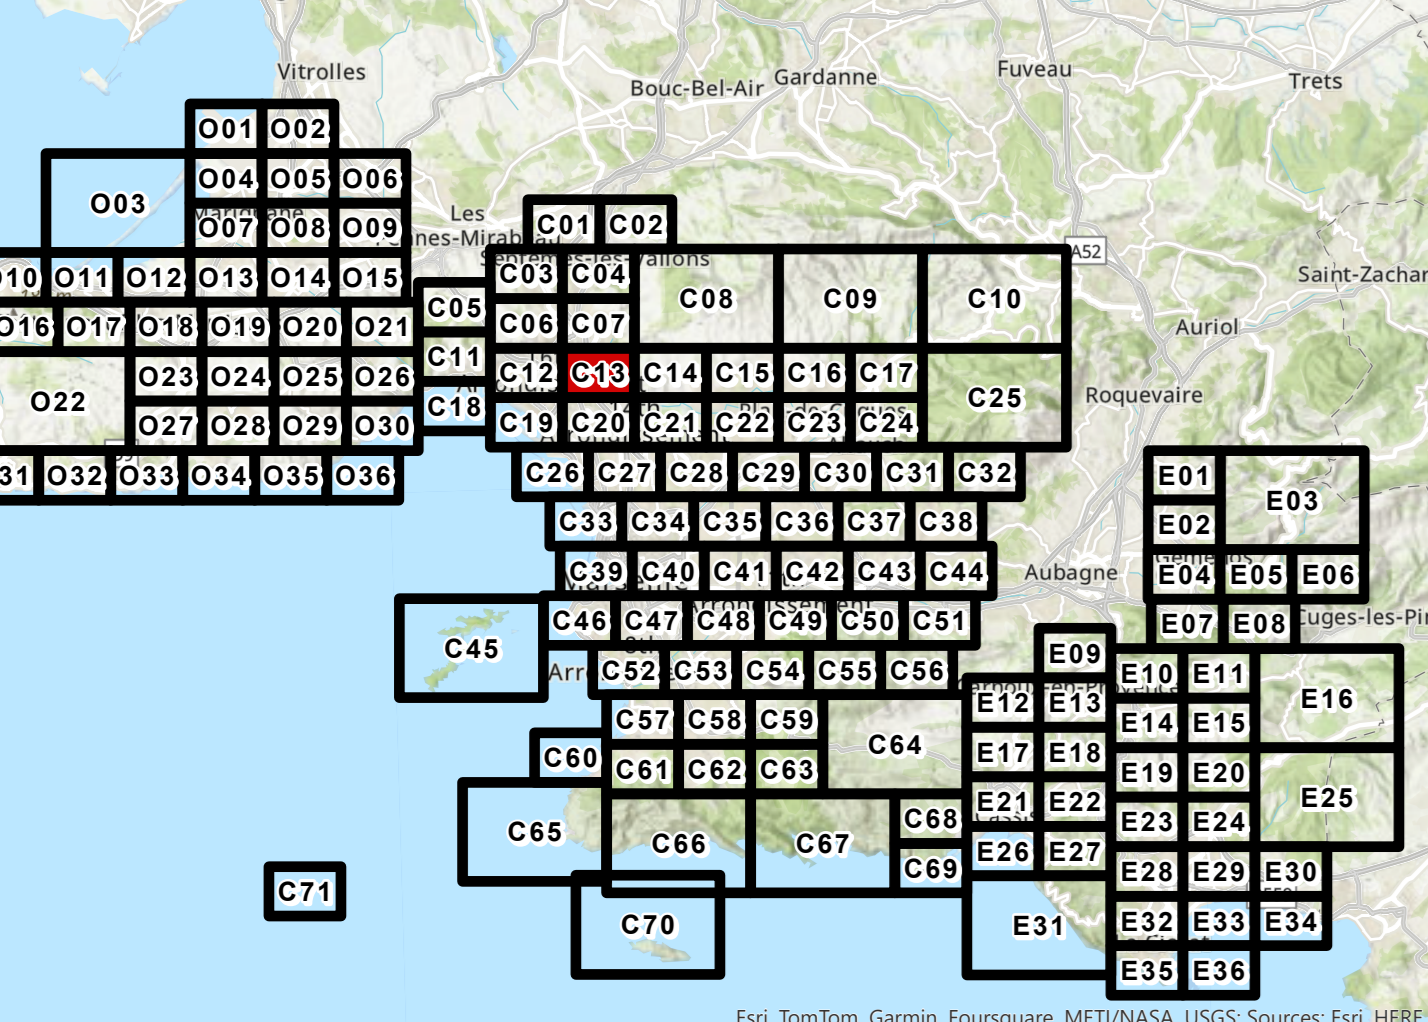 Vitrolles
Bouc-Bel-Air
Gardanne
Fuveau
Trets
O01 O02
O03
O04 O05 O06
O07 O08 O09
Les
C01 C02
A52
O11 O12 O13 O14 O15
C03 C04
C08 C09 C10
Saint-Zachar
C05
O16 O17 O18 O19 O20 O21
C06 C07
Auriol
C11
O22
O23 O24 O25 O26
C12 C13 C14 C15 C16 C17
C25
Roquevaire
C18
O27 O28 O29 O30
C19 C20 C21 C22 C23 C24
31 O32 O33 O34 O35 O36
C26 C27 C28 C29 C30 C31 C32
E01
E03
C33 C34 C35 C36 C37 C38
E02
C39 C40 C41 C42 C43 C44
Aubagne
E04 E05 E06
C45
C46 C47 C48 C49 C50 C51
E07 E08
Cuges-les-Pin
E09
C52 C53 C54 C55 C56
E10 E11
E16
E12 E13
C57 C58 C59
C64
E14 E15
C60
C61 C62 C63
E17 E18
E19 E20
E25
C65
C66 C67
C68
E21 E22
E23 E24
C69
E26 E27
C71
E28 E29 E30
C70
E31
E32 E33 E34
E35 E36
Esri, TomTom, Garmin, Foursquare, METI/NASA, USGS; Sources: Esri, HERE